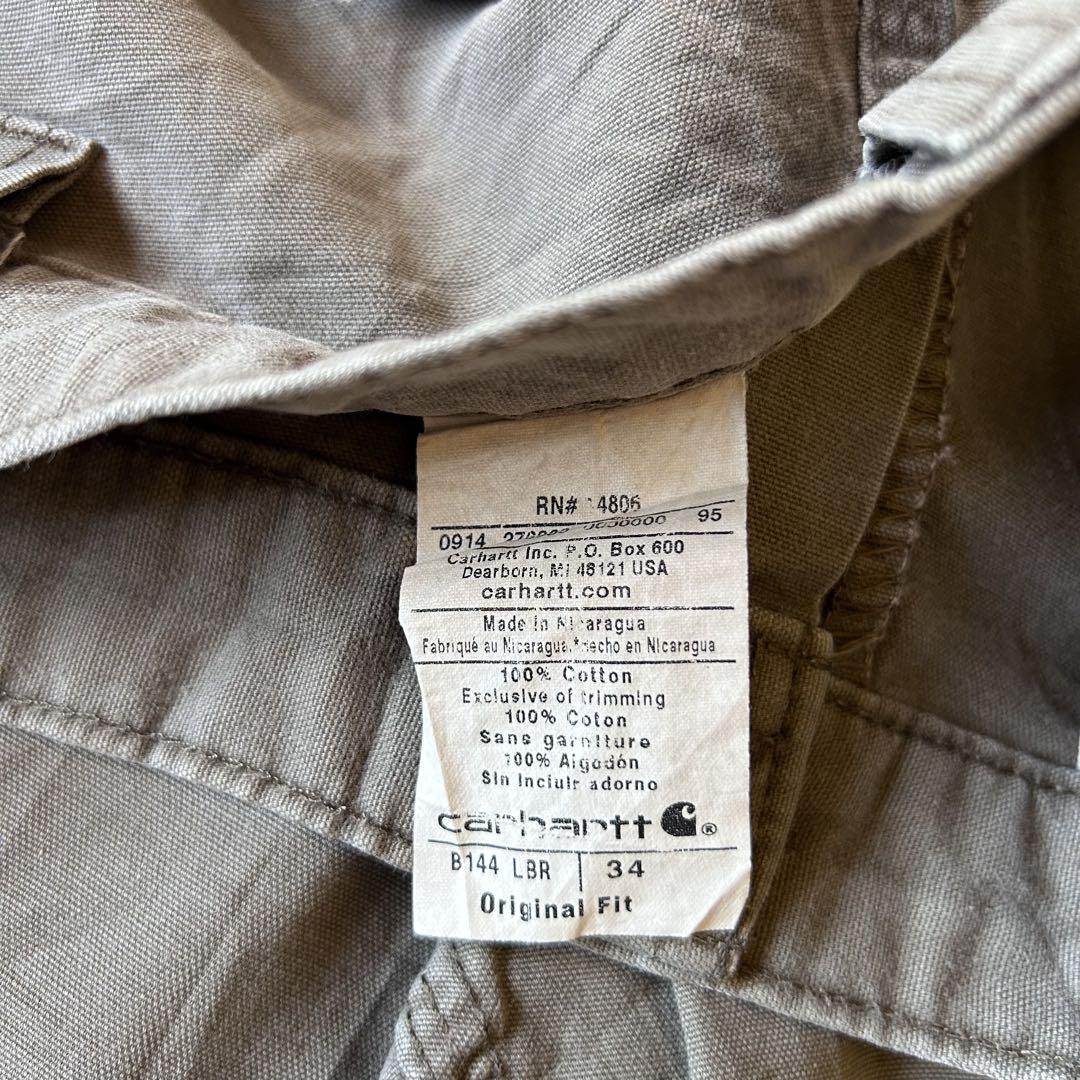 RN# 4806
0914 95
Carhartt Inc. P.O. Box 600
Dearborn, MI 48121 USA
carhartt.com
Made in Nicaragua
Fabriqué au Nicaragua.*Hecho en Nicaragua
100% Cotton
Exclusive of trimming
100% Coton
Sans garniture
100% Algodón
Sin Incluir adorno
carhartt ®
B144 LBR | 34
Original Fit